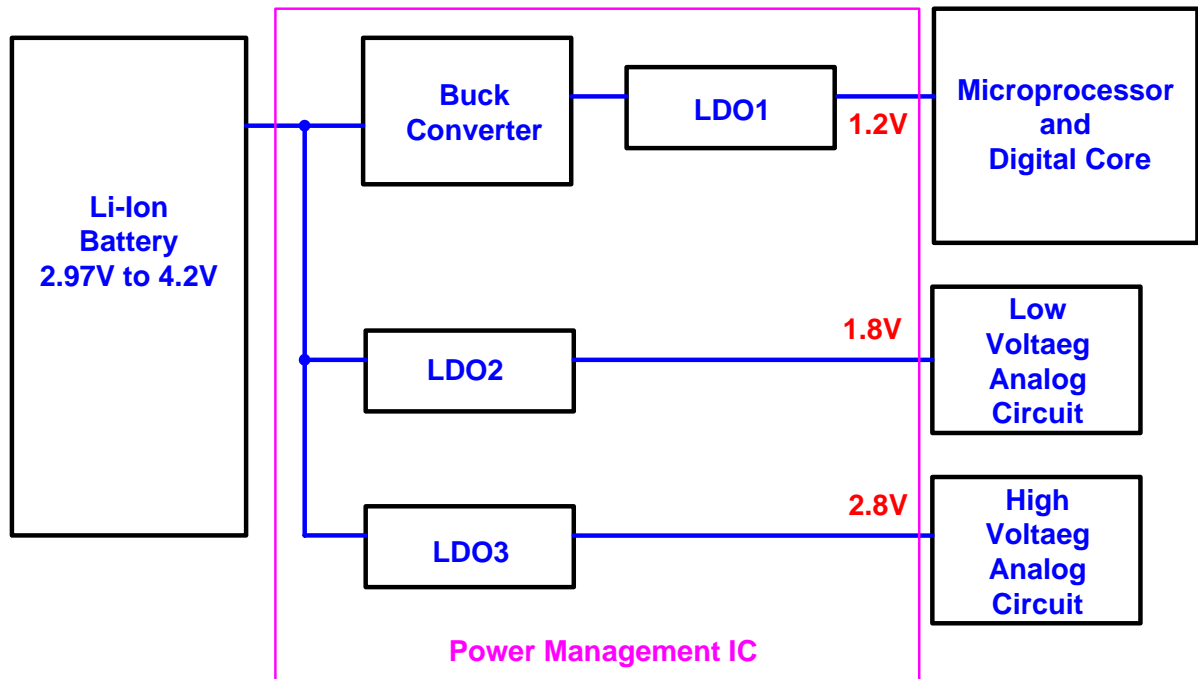 Li-Ion
Battery
2.97V to 4.2V
Buck
Converter
LDO1
1.2V
Microprocessor
and
Digital Core
LDO2
1.8V
Low
Voltaeg
Analog
Circuit
LDO3
2.8V
High
Voltaeg
Analog
Circuit
Power Management IC